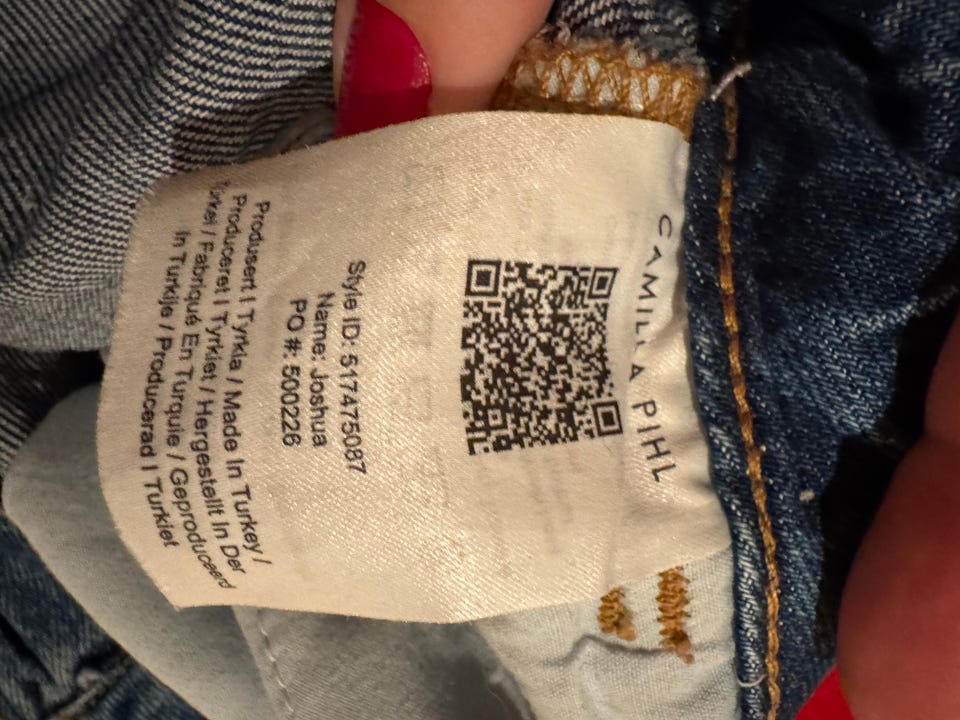 CAMILLA PIHL
Style ID: 517475087
Name: Joshua
PO #: 500226
Produsert I Tyrkia / Made In Turkey /
Produceret I Tyrkiet / Hergestellt In Der
Türkei / Fabriqué En Turquie / Geproduceerd
In Turkije / Producerad I Turkiet